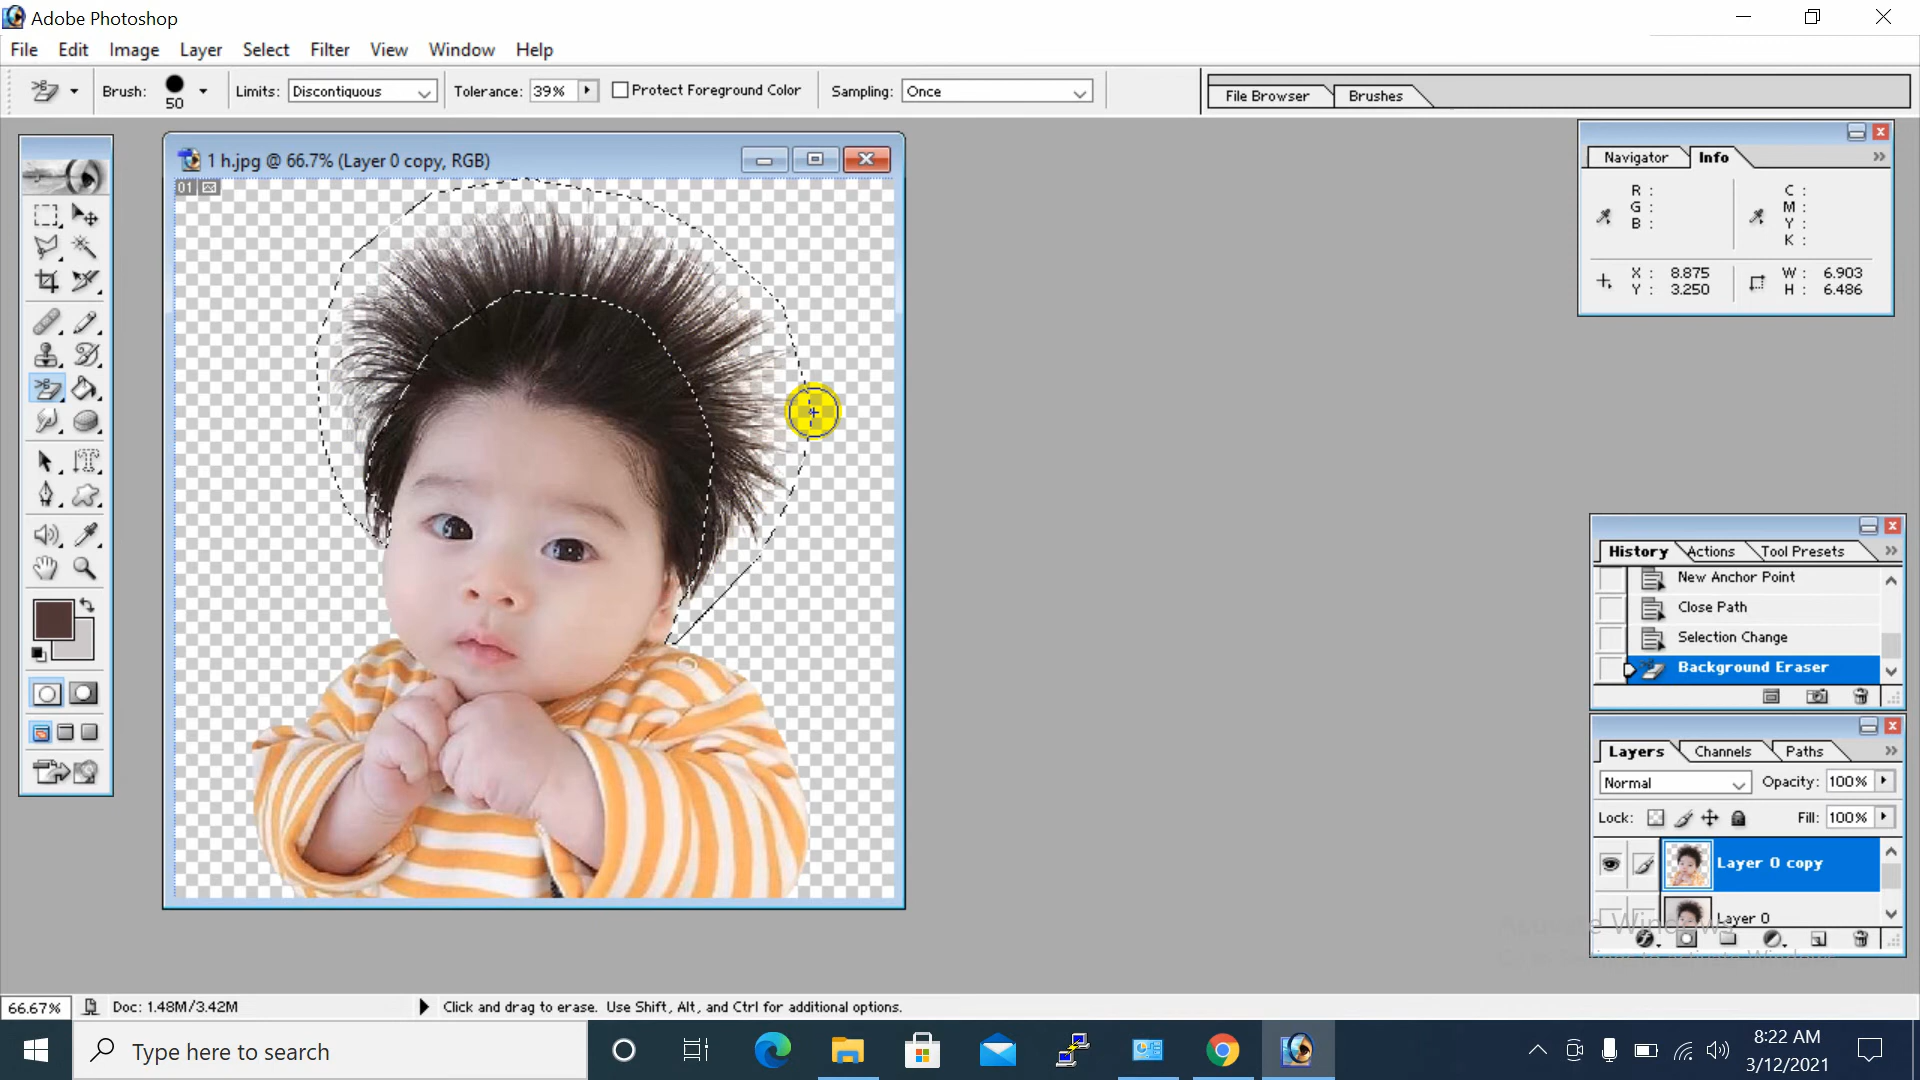 Adobe Photoshop
File Edit Image Layer Select Filter View Window Help
Brush: 50 Limits: Discontiquous Tolerance: 39% Protect Foreground Color Sampling: Once File Browser Brushes
1 h.jpg @ 66.7% (Layer 0 copy, RGB)
01
Navigator Info
R : C :
G : M :
B : Y :
K :
X : 8.875 W : 6.903
Y : 3.250 H : 6.486
History Actions Tool Presets
New Anchor Point
Close Path
Selection Change
Background Eraser
Layers Channels Paths
Normal Opacity: 100%
Lock: Fill: 100%
Layer 0 copy
Layer 0
Activate Windows
66.67% Doc: 1.48M/3.42M Click and drag to erase. Use Shift, Alt, and Ctrl for additional options.
Type here to search
8:22 AM
3/12/2021